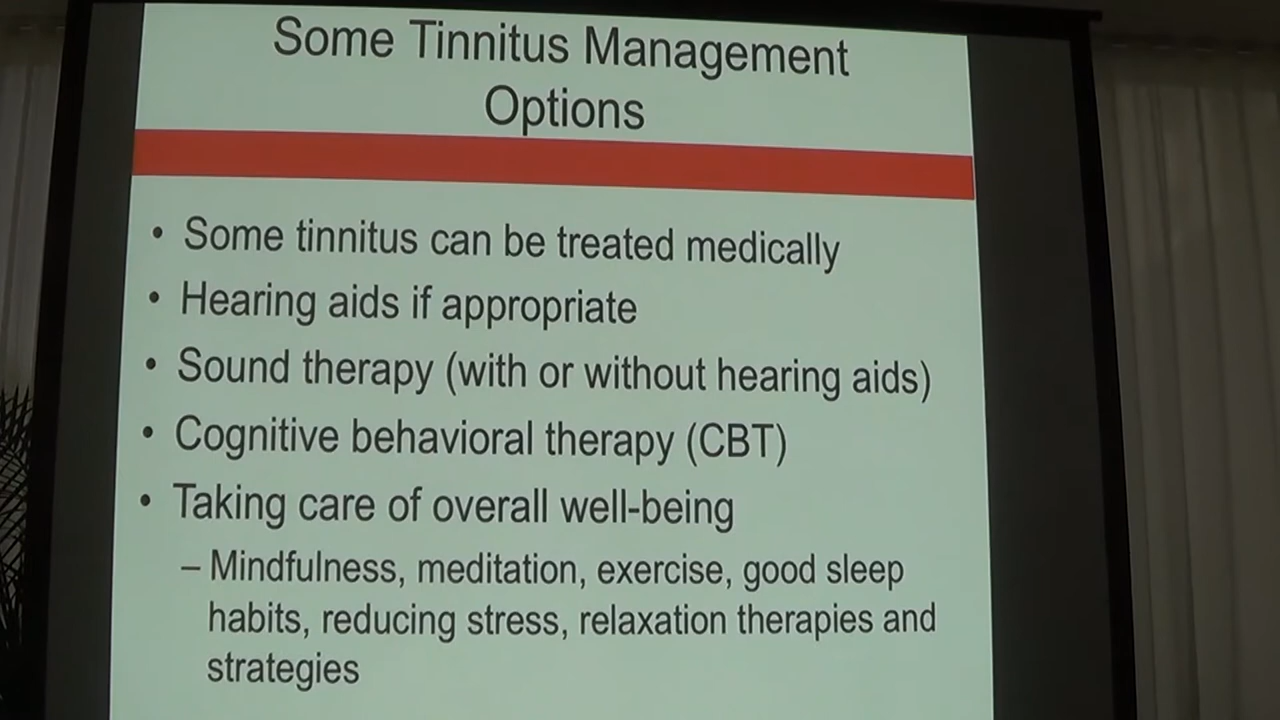 Some Tinnitus Management
Options
• Some tinnitus can be treated medically
• Hearing aids if appropriate
• Sound therapy (with or without hearing aids)
• Cognitive behavioral therapy (CBT)
• Taking care of overall well-being
– Mindfulness, meditation, exercise, good sleep
habits, reducing stress, relaxation therapies and
strategies